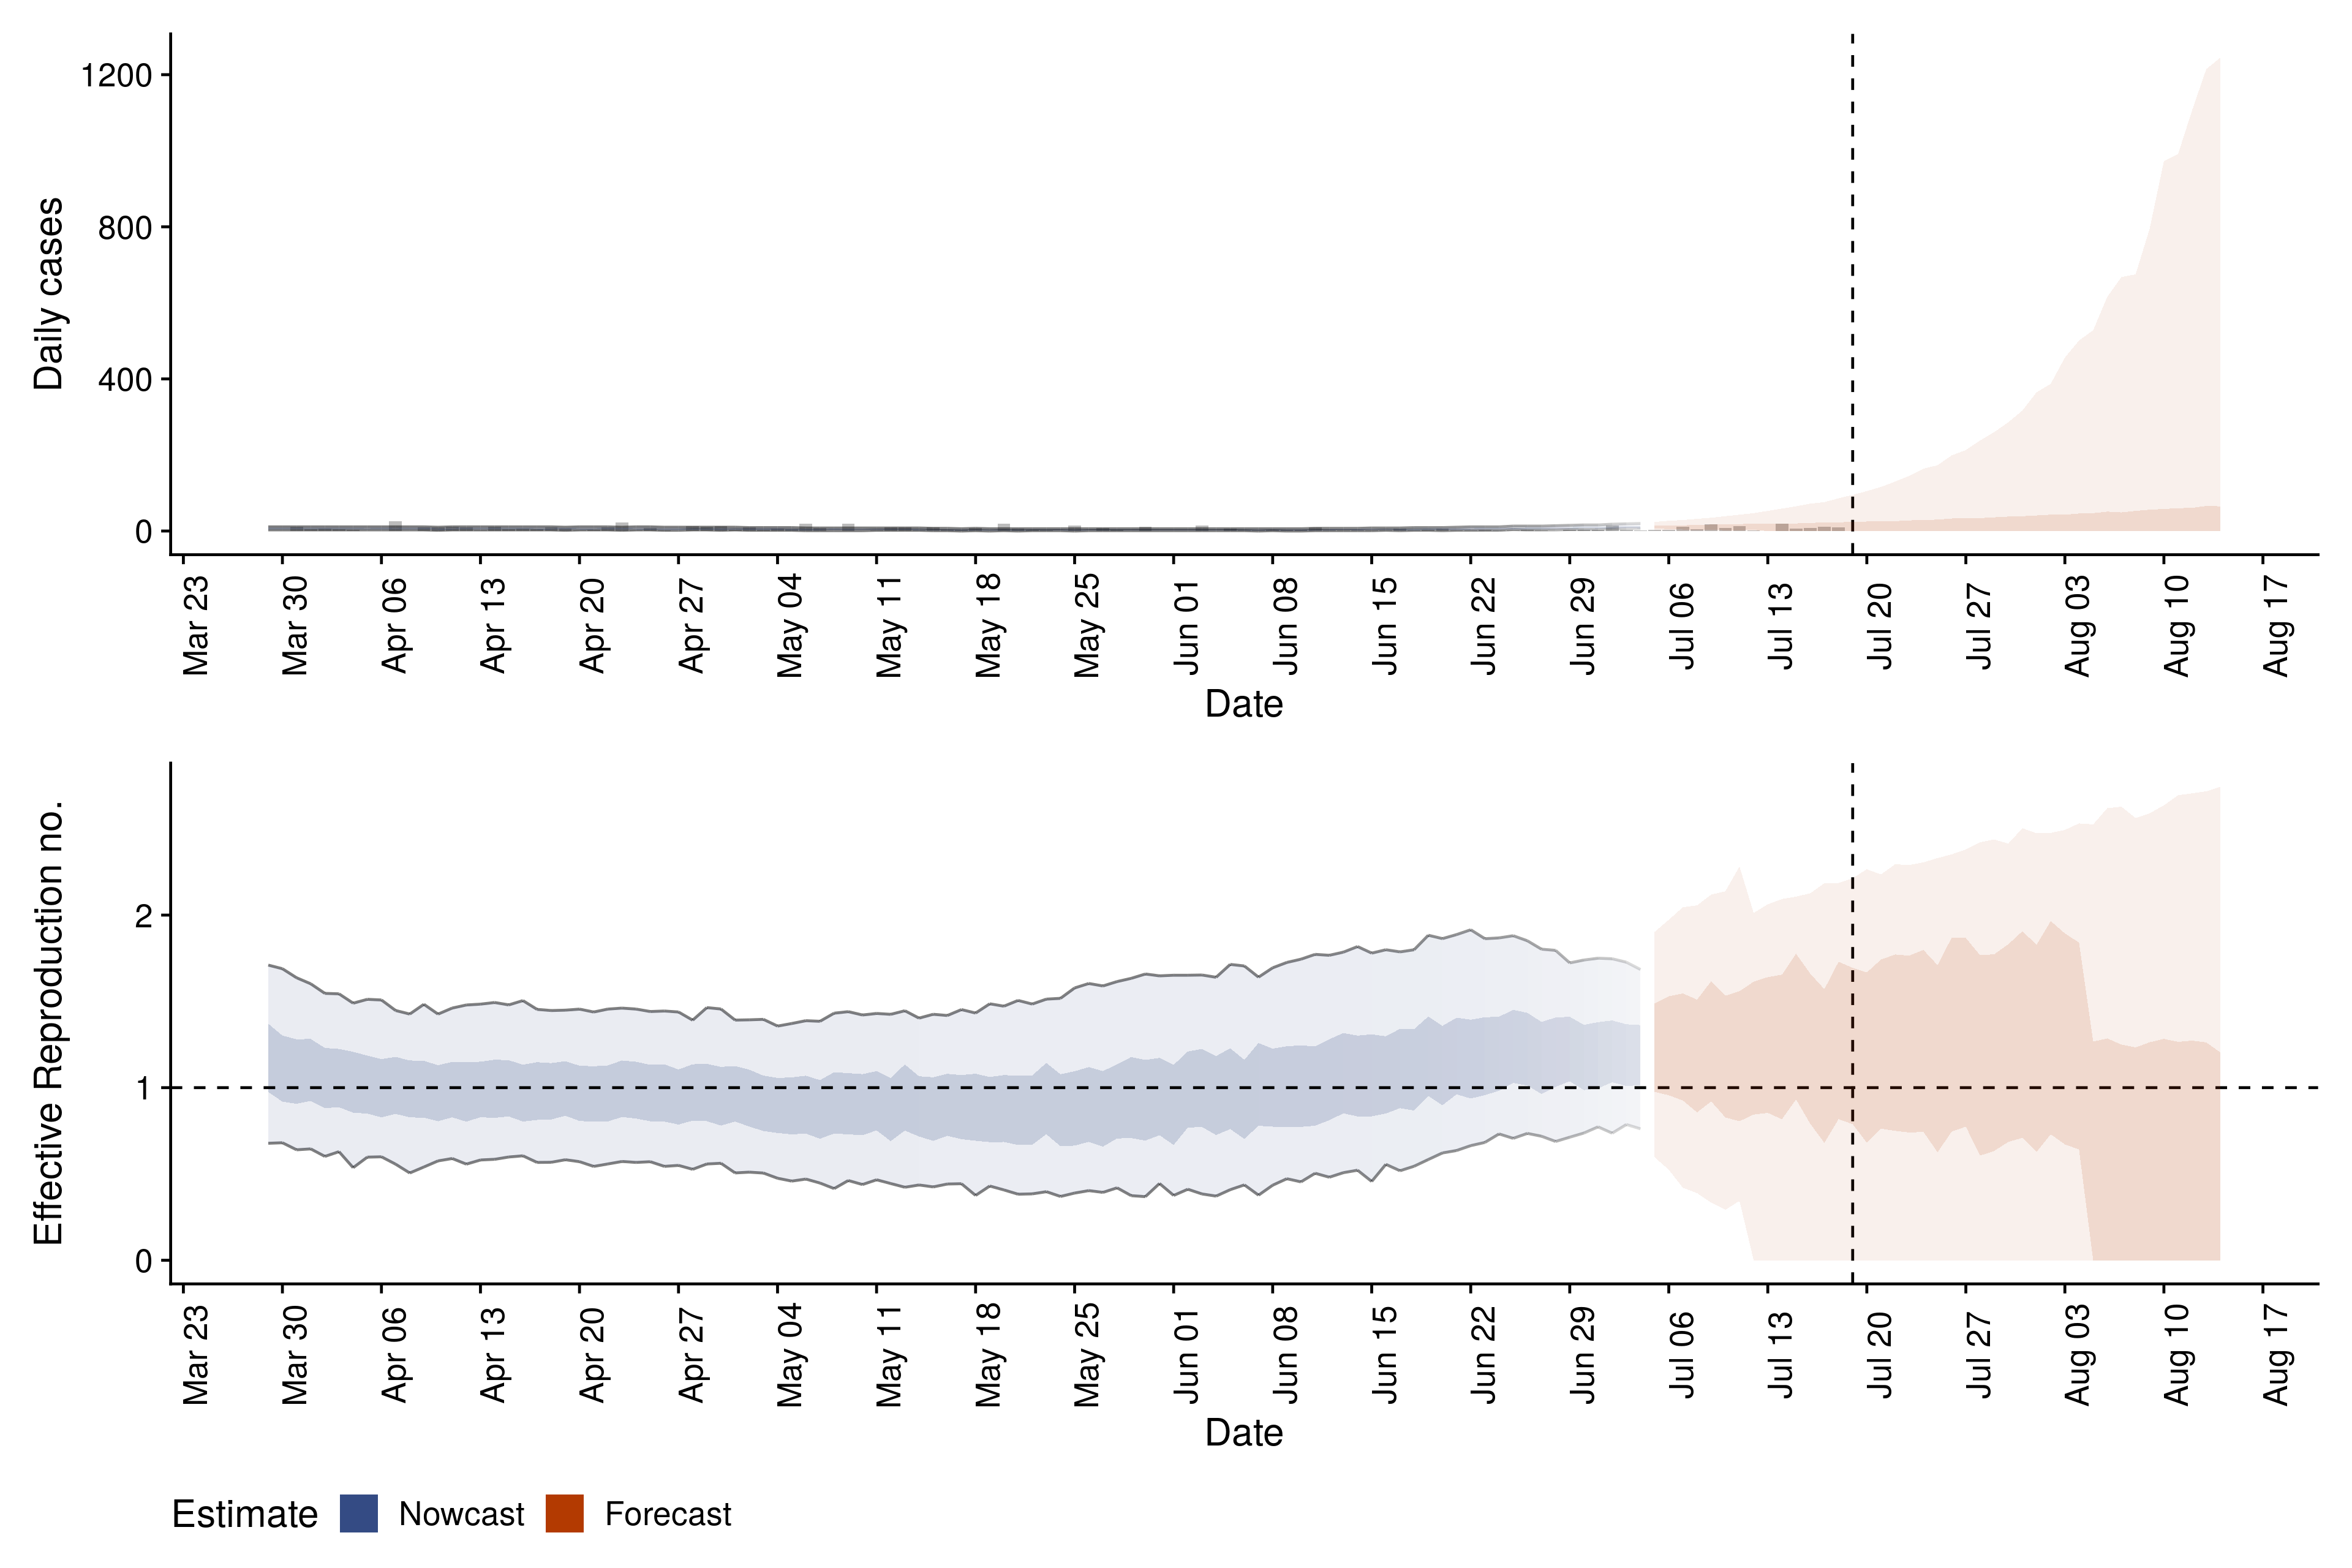 1200
800
400
0
Daily cases
Mar 23
Mar 30
Apr 06
Apr 13
Apr 20
Apr 27
May 04
May 11
May 18
May 25
Jun 01
Jun 08
Jun 15
Jun 22
Jun 29
Jul 06
Jul 13
Jul 20
Jul 27
Aug 03
Aug 10
Aug 17
Date
2
1
0
Effective Reproduction no.
Mar 23
Mar 30
Apr 06
Apr 13
Apr 20
Apr 27
May 04
May 11
May 18
May 25
Jun 01
Jun 08
Jun 15
Jun 22
Jun 29
Jul 06
Jul 13
Jul 20
Jul 27
Aug 03
Aug 10
Aug 17
Date
Estimate Nowcast Forecast